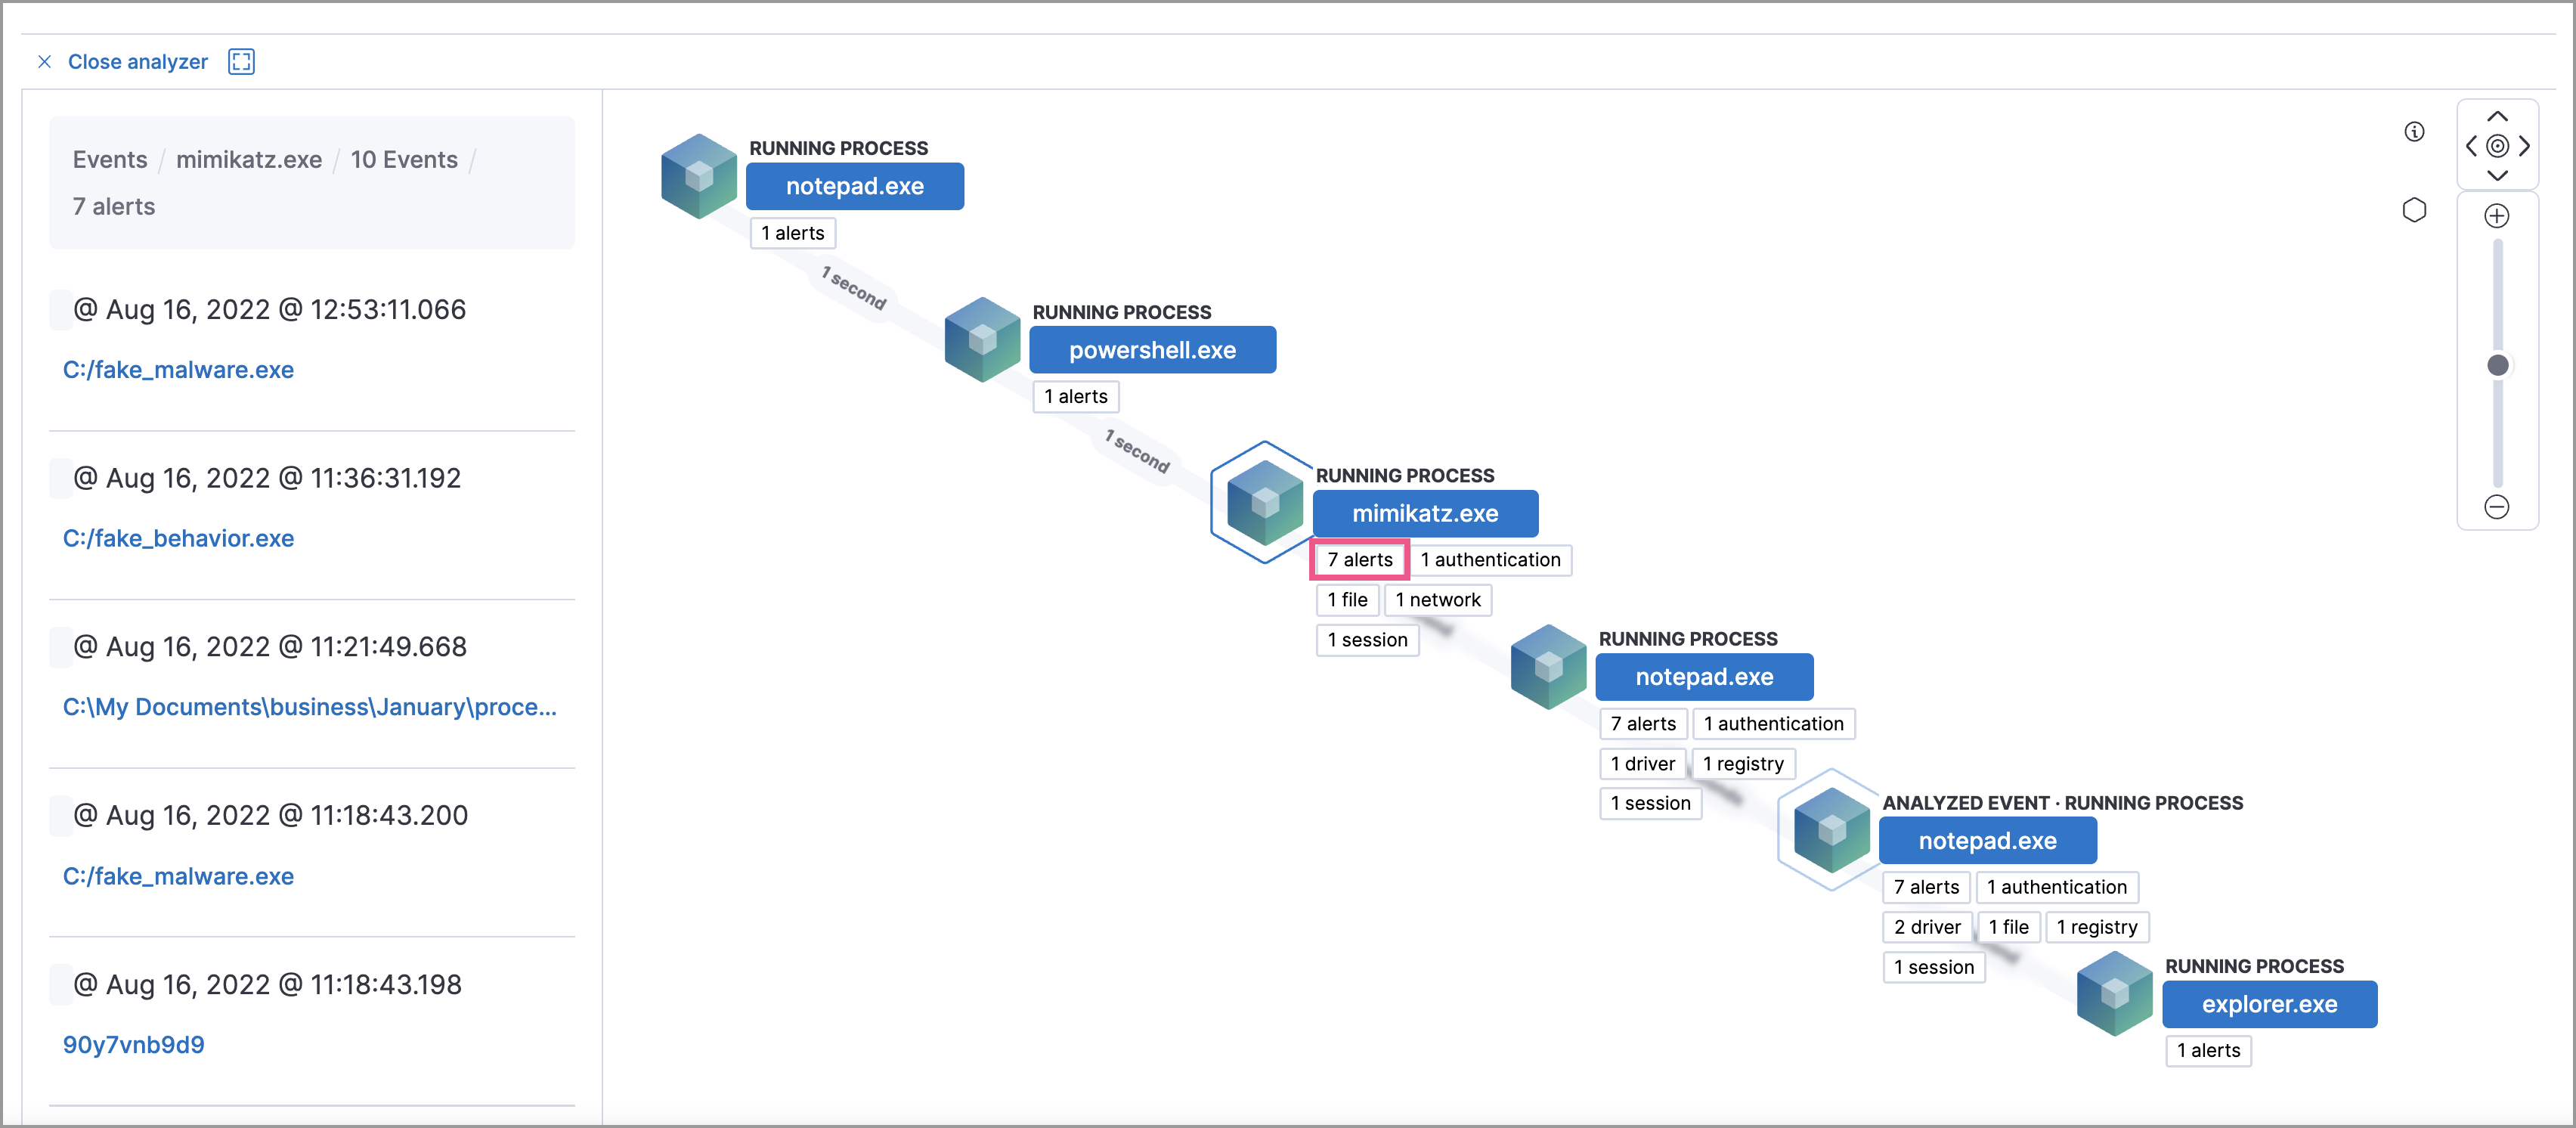 Close analyzer
Events / mimikatz.exe / 10 Events /
7 alerts
@ Aug 16, 2022 @ 12:53:11.066
C:/fake_malware.exe
@ Aug 16, 2022 @ 11:36:31.192
C:/fake_behavior.exe
@ Aug 16, 2022 @ 11:21:49.668
C:\My Documents\business\January\proce...
@ Aug 16, 2022 @ 11:18:43.200
C:/fake_malware.exe
@ Aug 16, 2022 @ 11:18:43.198
90y7vnb9d9
RUNNING PROCESS
notepad.exe
1 alerts
1 second
RUNNING PROCESS
powershell.exe
1 alerts
1 second
RUNNING PROCESS
mimikatz.exe
7 alerts 1 authentication
1 file 1 network
1 session
RUNNING PROCESS
notepad.exe
7 alerts 1 authentication
1 driver 1 registry
1 session
ANALYZED EVENT · RUNNING PROCESS
notepad.exe
7 alerts 1 authentication
2 driver 1 file 1 registry
1 session
RUNNING PROCESS
explorer.exe
1 alerts